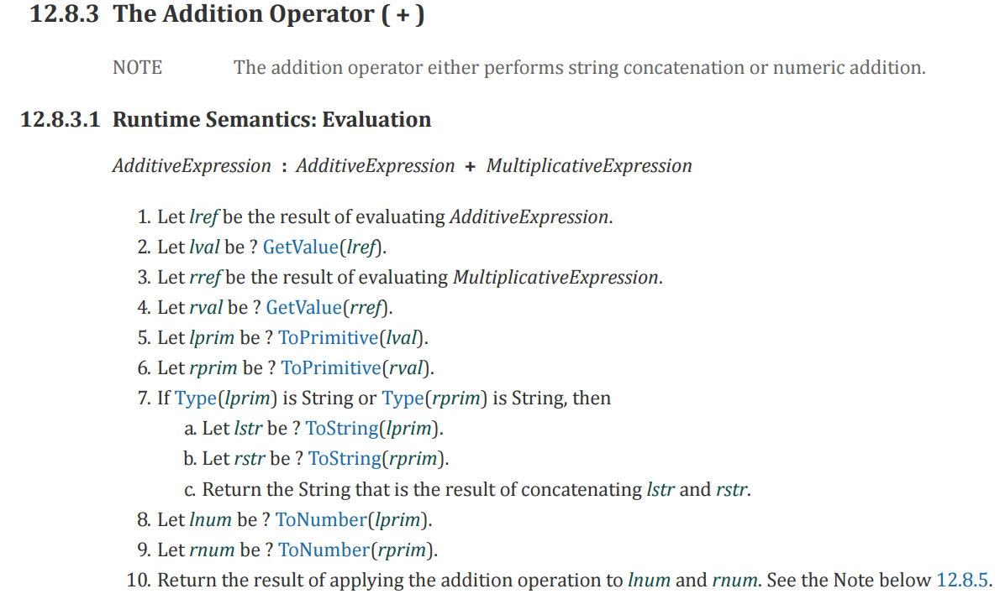 12.8.3 The Addition Operator ( + )
NOTE The addition operator either performs string concatenation or numeric addition.
12.8.3.1 Runtime Semantics: Evaluation
AdditiveExpression : AdditiveExpression + MultiplicativeExpression
1. Let lref be the result of evaluating AdditiveExpression.
2. Let lval be ? GetValue(lref).
3. Let rref be the result of evaluating MultiplicativeExpression.
4. Let rval be ? GetValue(rref).
5. Let lprim be ? ToPrimitive(lval).
6. Let rprim be ? ToPrimitive(rval).
7. If Type(lprim) is String or Type(rprim) is String, then
a. Let lstr be ? ToString(lprim).
b. Let rstr be ? ToString(rprim).
c. Return the String that is the result of concatenating lstr and rstr.
8. Let lnum be ? ToNumber(lprim).
9. Let rnum be ? ToNumber(rprim).
10. Return the result of applying the addition operation to lnum and rnum. See the Note below 12.8.5.